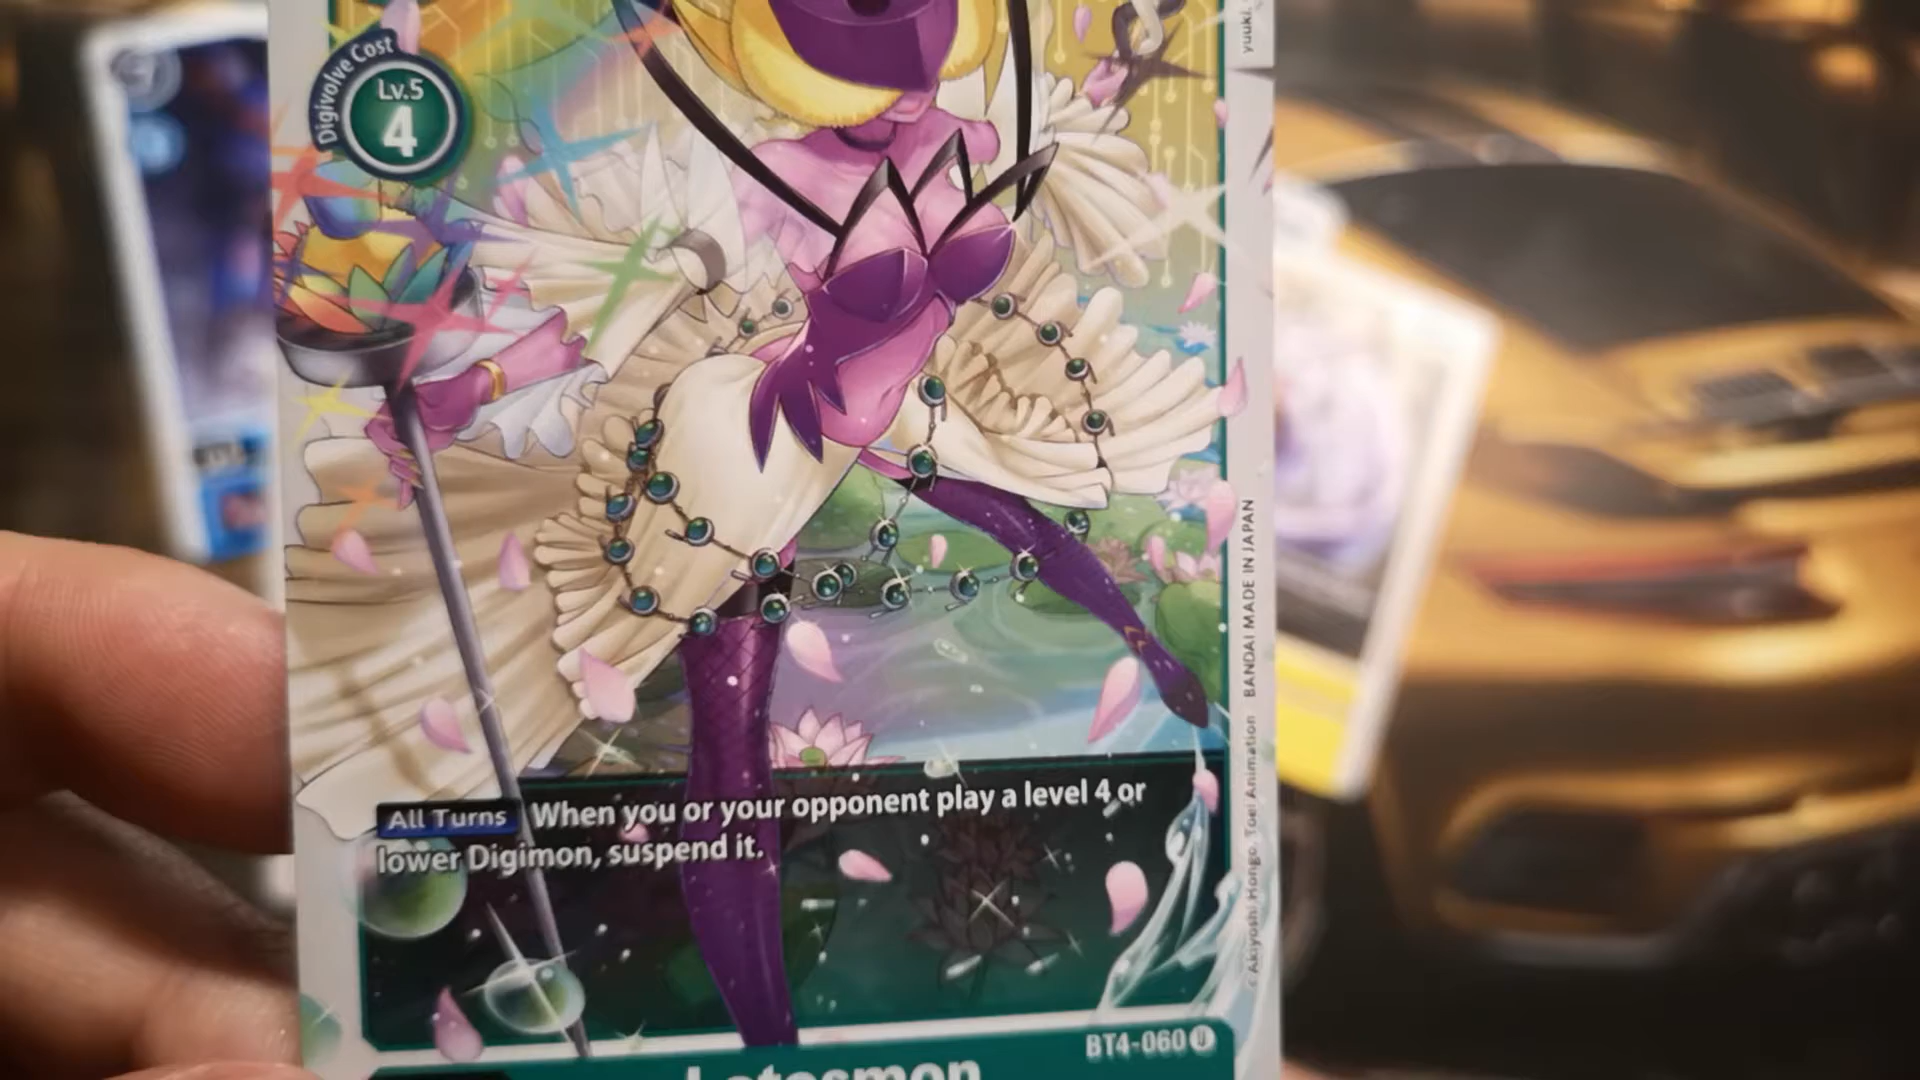 Digivolve Cost
Lv.5
4
yuuki.
BANDAI MADE IN JAPAN
Akiyoshi Hongo, Toei Animation
All Turns When you or your opponent play a level 4 or
lower Digimon, suspend it.
BT4-060 U
Lotosmon